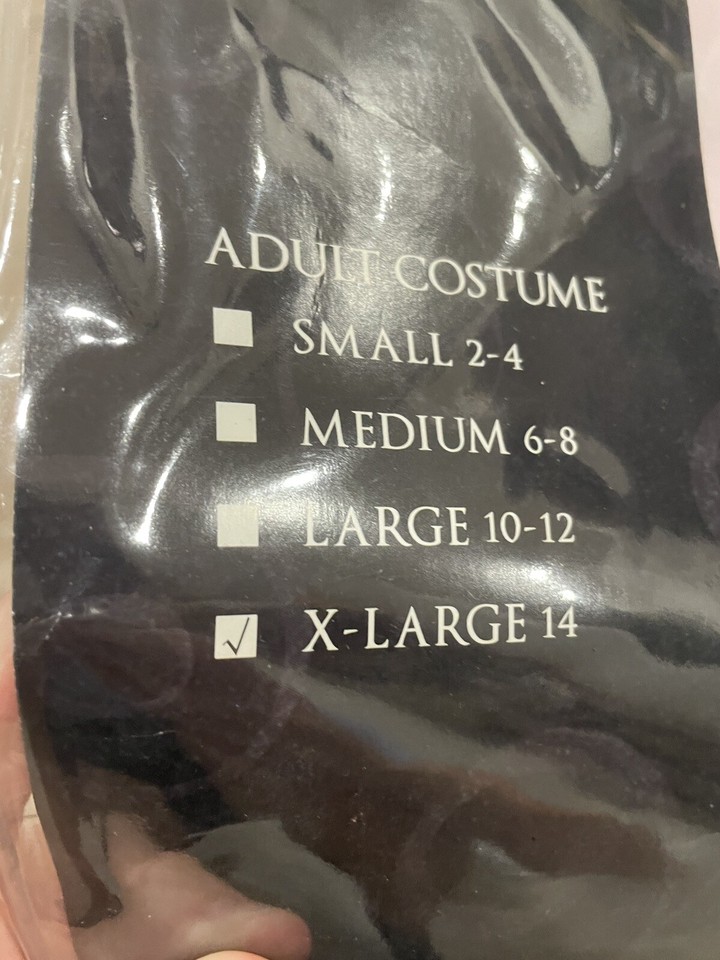 ADULT COSTUME
SMALL 2-4
MEDIUM 6-8
LARGE 10-12
X-LARGE 14